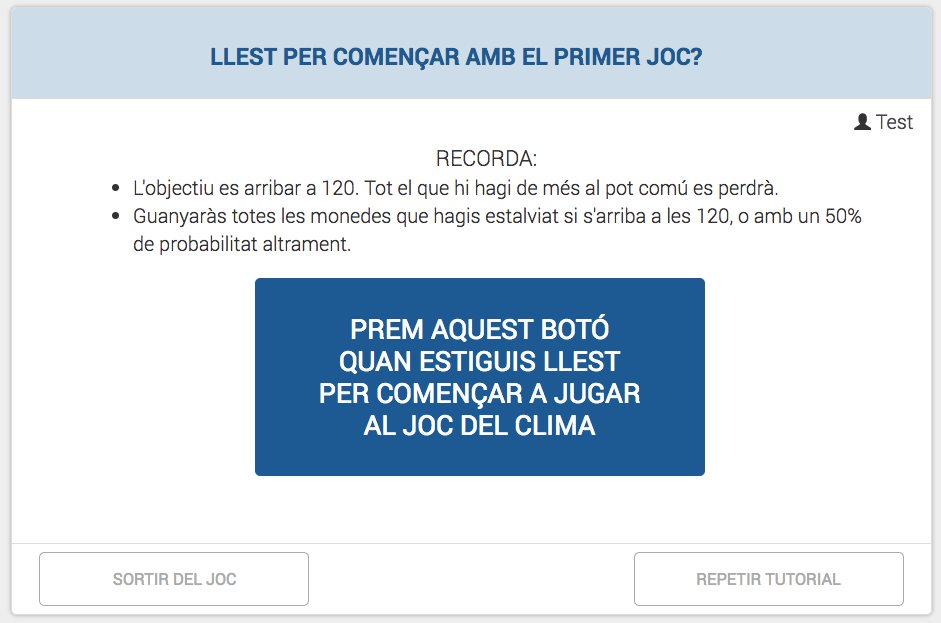 LLEST PER COMENÇAR AMB EL PRIMER JOC?
Test
RECORDA:
• L'objectiu es arribar a 120. Tot el que hi hagi de més al pot comú es perdrà.
• Guanyaràs totes les monedes que hagis estalviat si s'arriba a les 120, o amb un 50%
de probabilitat altrament.
PREM AQUEST BOTÓ
QUAN ESTIGUIS LLEST
PER COMENÇAR A JUGAR
AL JOC DEL CLIMA
SORTIR DEL JOC
REPETIR TUTORIAL